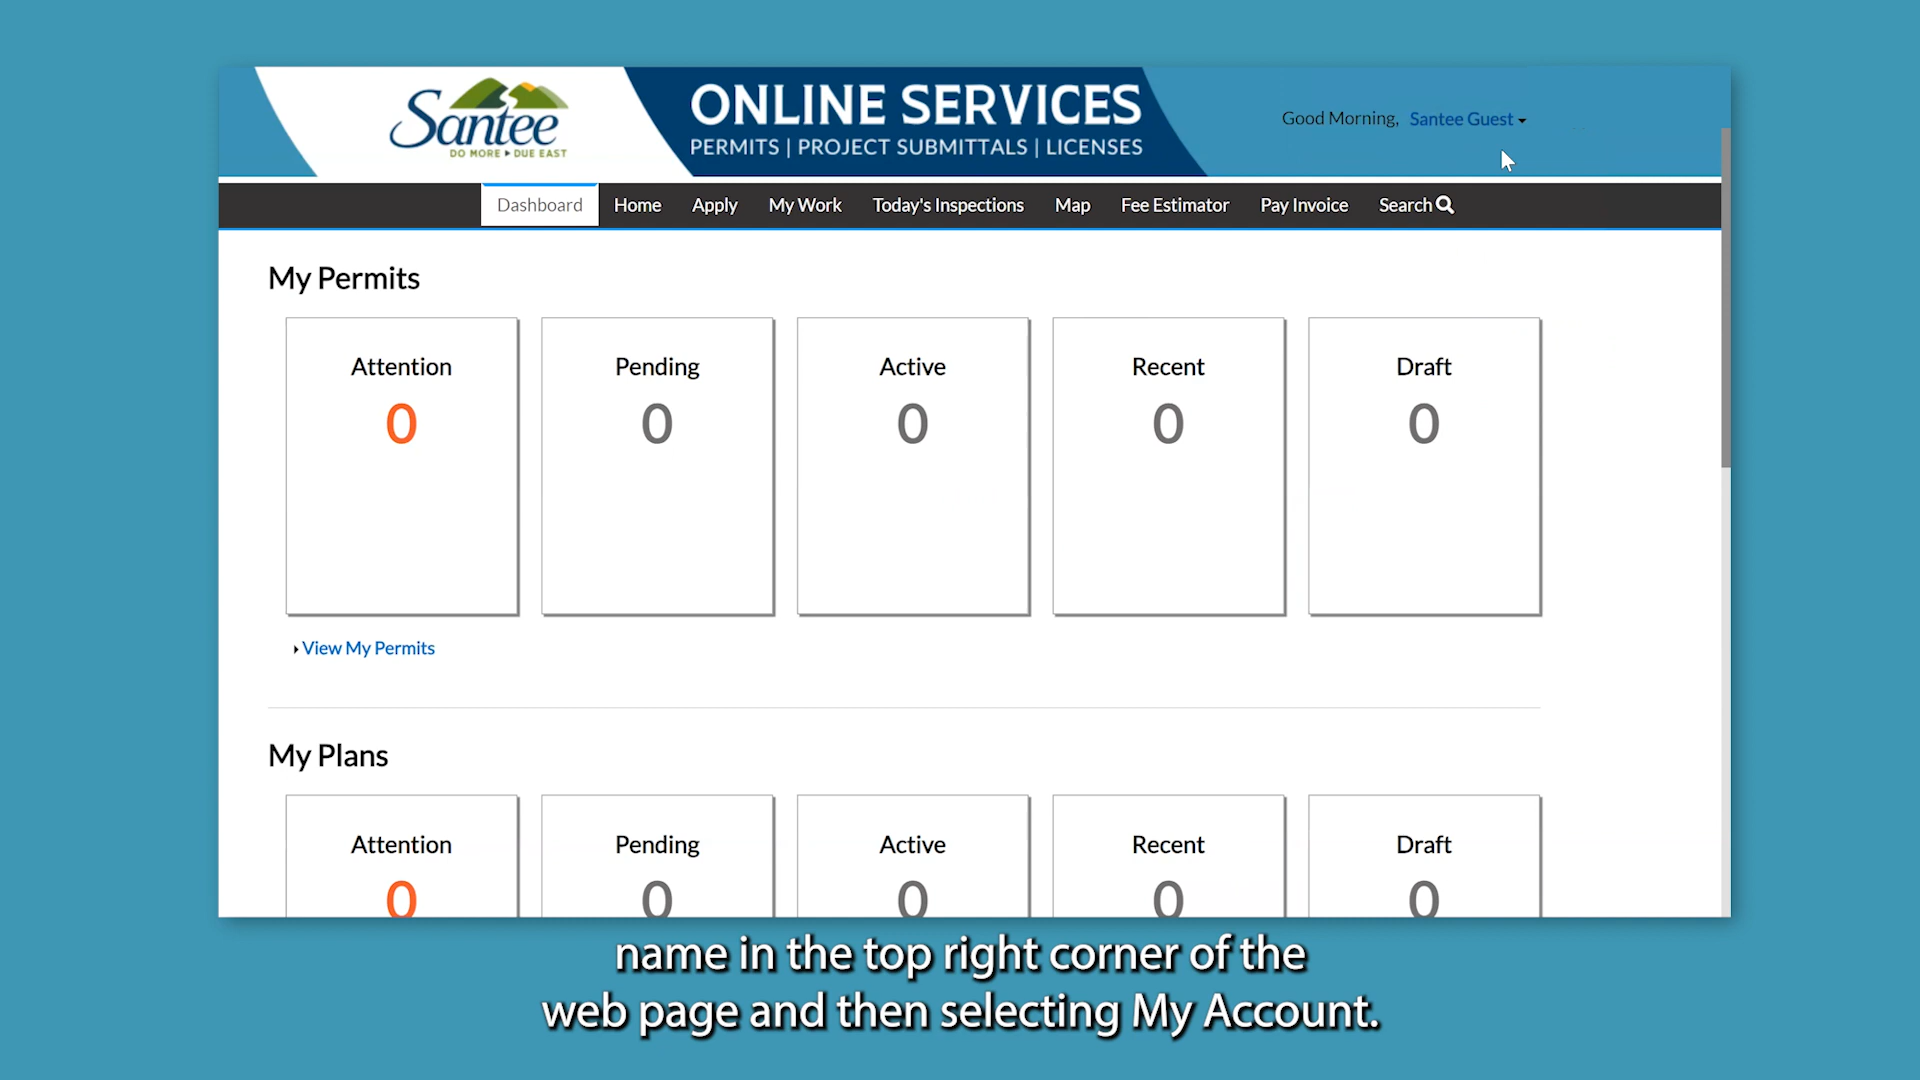 Santee
DO MORE ▸ DUE EAST
ONLINE SERVICES
PERMITS | PROJECT SUBMITTALS | LICENSES
Good Morning, Santee Guest
Dashboard Home Apply My Work Today's Inspections Map Fee Estimator Pay Invoice Search
My Permits
Attention Pending Active Recent Draft
0 0 0 0 0
View My Permits
My Plans
Attention Pending Active Recent Draft
0 0 0 0 0
name in the top right corner of the
web page and then selecting My Account.